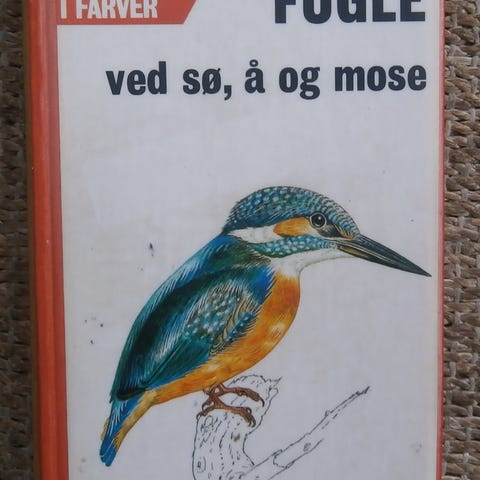 I FARVER
FUGLE
ved sø, å og mose